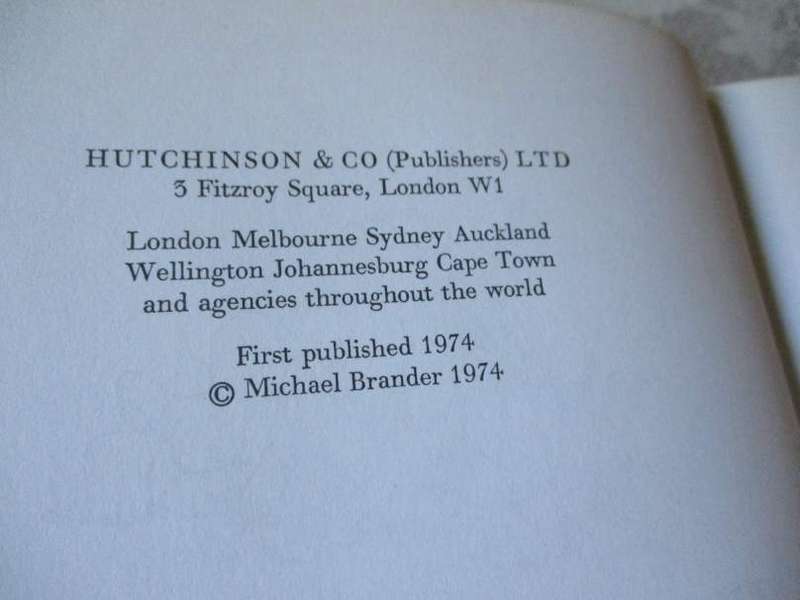 HUTCHINSON & CO (Publishers) LTD
3 Fitzroy Square, London W1
London Melbourne Sydney Auckland
Wellington Johannesburg Cape Town
and agencies throughout the world
First published 1974
© Michael Brander 1974